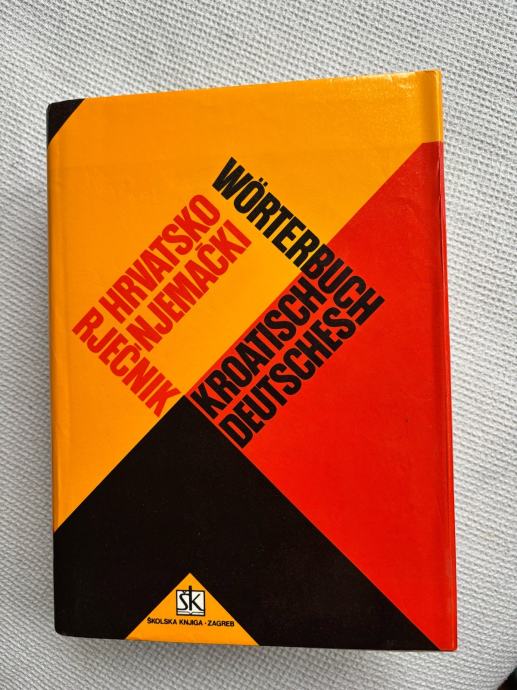 HRVATSKO
NJEMAČKI
RJEČNIK
WÖRTERBUCH
KROATISCH
DEUTSCHES
ŠK
ŠKOLSKA KNJIGA · ZAGREB